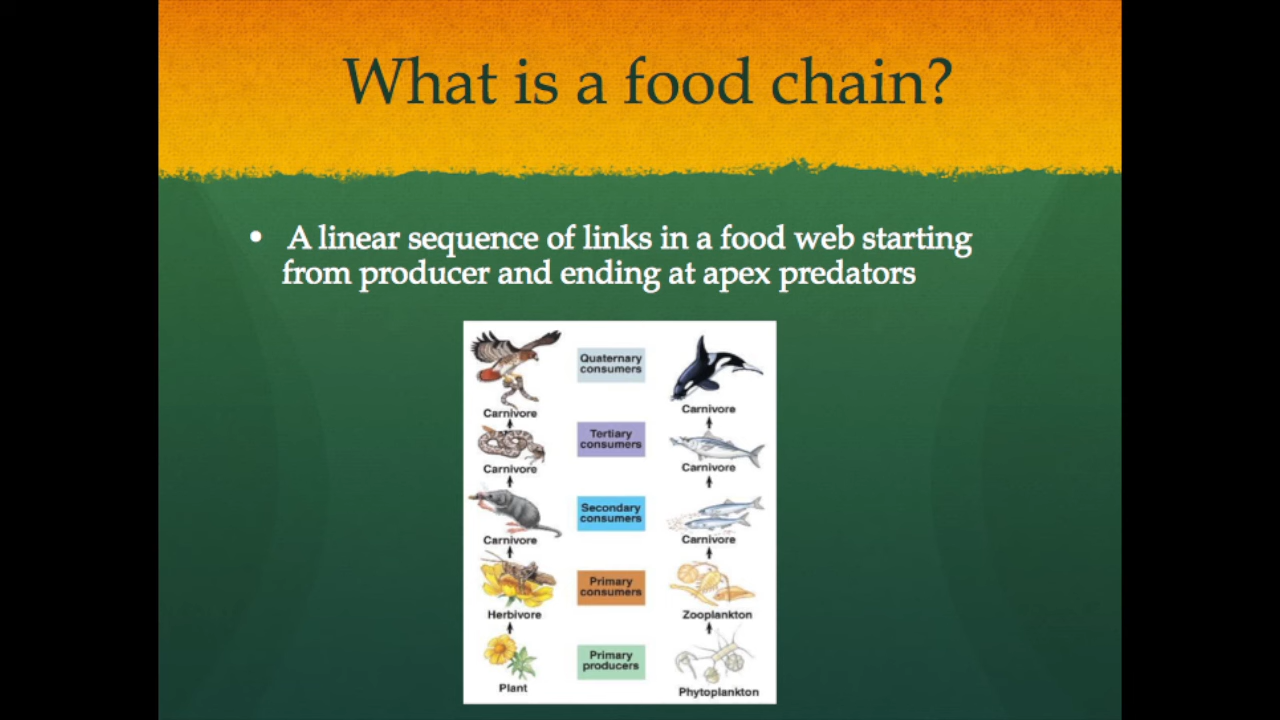 What is a food chain?
• A linear sequence of links in a food web starting
from producer and ending at apex predators
Quaternary
consumers
Carnivore
Carnivore
Tertiary
consumers
Carnivore
Carnivore
Secondary
consumers
Carnivore
Carnivore
Primary
consumers
Herbivore
Zooplankton
Primary
producers
Plant
Phytoplankton